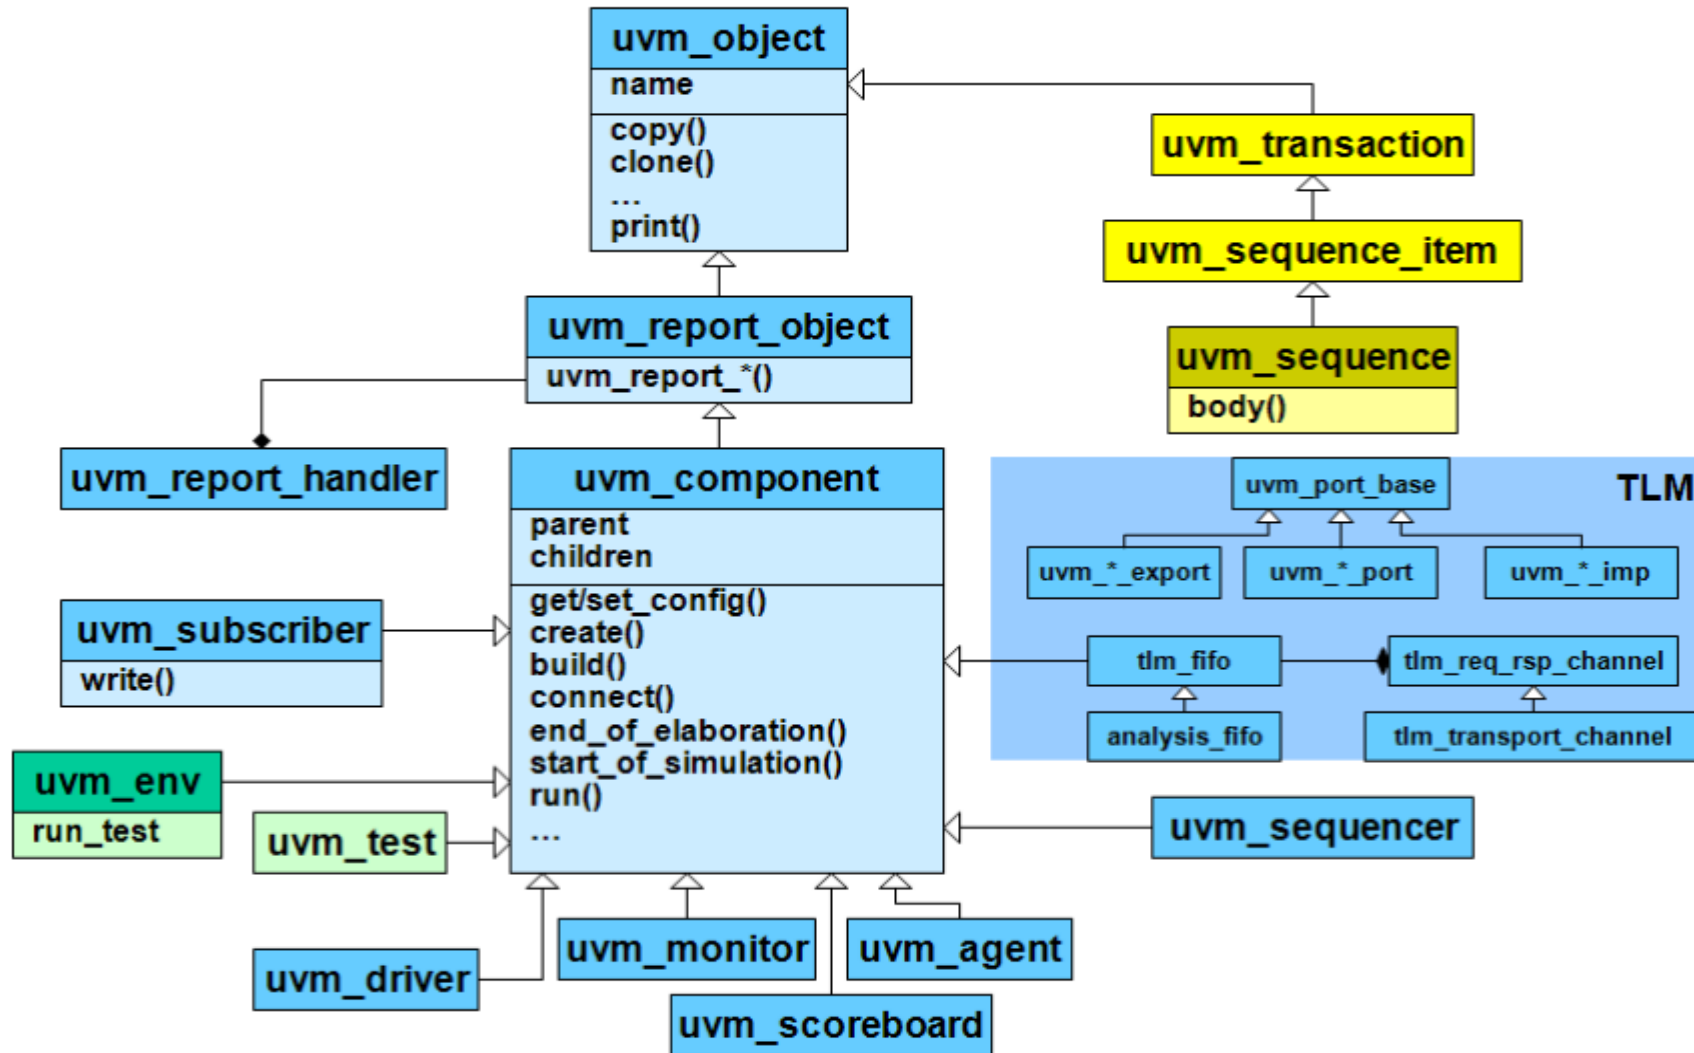 uvm_object
name
copy()
clone()
...
print()
uvm_transaction
uvm_sequence_item
uvm_sequence
body()
uvm_report_object
uvm_report_*()
uvm_report_handler
uvm_component
parent
children
get/set_config()
create()
build()
connect()
end_of_elaboration()
start_of_simulation()
run()
...
TLM
uvm_port_base
uvm_*_export
uvm_*_port
uvm_*_imp
tlm_fifo
tlm_req_rsp_channel
analysis_fifo
tlm_transport_channel
uvm_subscriber
write()
uvm_env
run_test
uvm_test
uvm_sequencer
uvm_driver
uvm_monitor
uvm_agent
uvm_scoreboard